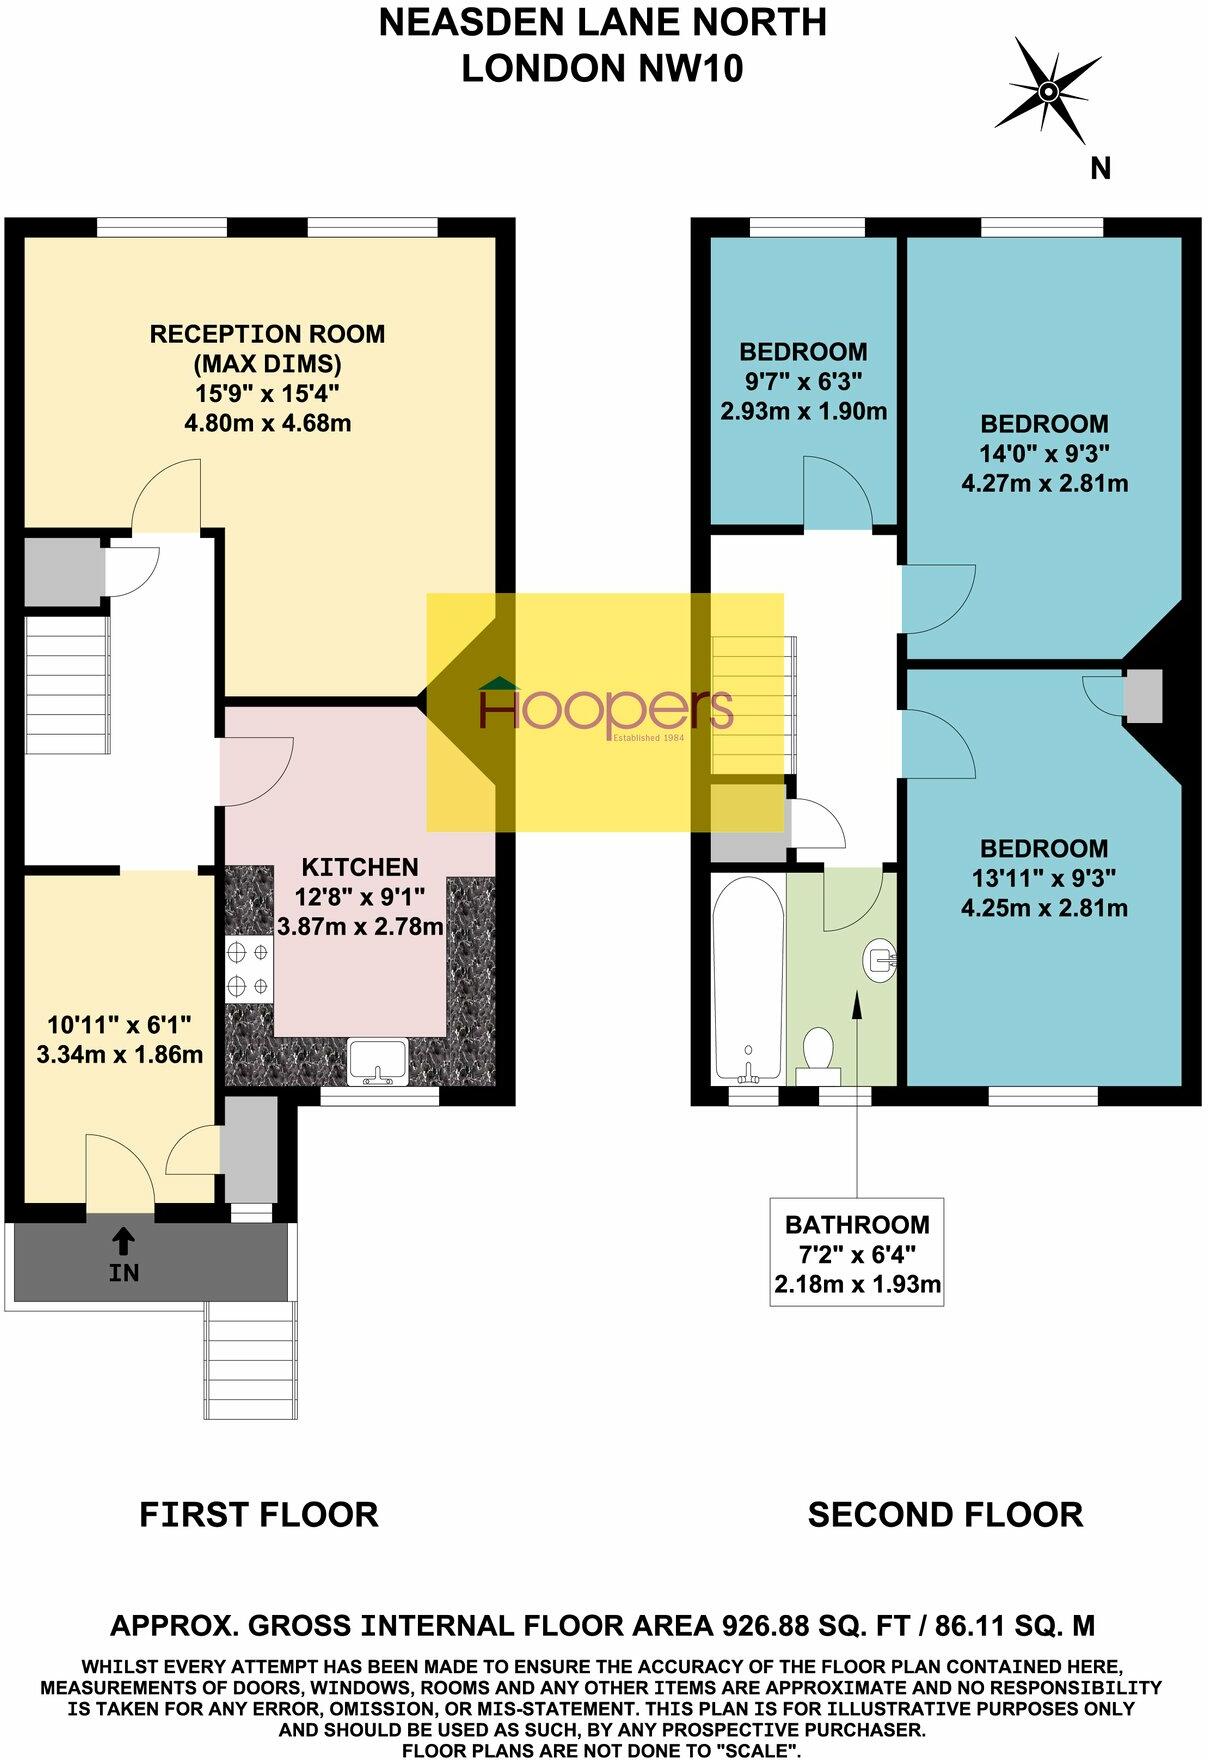 NEASDEN LANE NORTH
LONDON NW10
N
RECEPTION ROOM
(MAX DIMS)
15'9" x 15'4"
4.80m x 4.68m
BEDROOM
9'7" x 6'3"
2.93m x 1.90m
BEDROOM
14'0" x 9'3"
4.27m x 2.81m
Hoopers
Established 1984
KITCHEN
12'8" x 9'1"
3.87m x 2.78m
BEDROOM
13'11" x 9'3"
4.25m x 2.81m
10'11" x 6'1"
3.34m x 1.86m
IN
BATHROOM
7'2" x 6'4"
2.18m x 1.93m
FIRST FLOOR
SECOND FLOOR
APPROX. GROSS INTERNAL FLOOR AREA 926.88 SQ. FT / 86.11 SQ. M
WHILST EVERY ATTEMPT HAS BEEN MADE TO ENSURE THE ACCURACY OF THE FLOOR PLAN CONTAINED HERE,
MEASUREMENTS OF DOORS, WINDOWS, ROOMS AND ANY OTHER ITEMS ARE APPROXIMATE AND NO RESPONSIBILITY
IS TAKEN FOR ANY ERROR, OMISSION, OR MIS-STATEMENT. THIS PLAN IS FOR ILLUSTRATIVE PURPOSES ONLY
AND SHOULD BE USED AS SUCH, BY ANY PROSPECTIVE PURCHASER.
FLOOR PLANS ARE NOT DONE TO "SCALE".